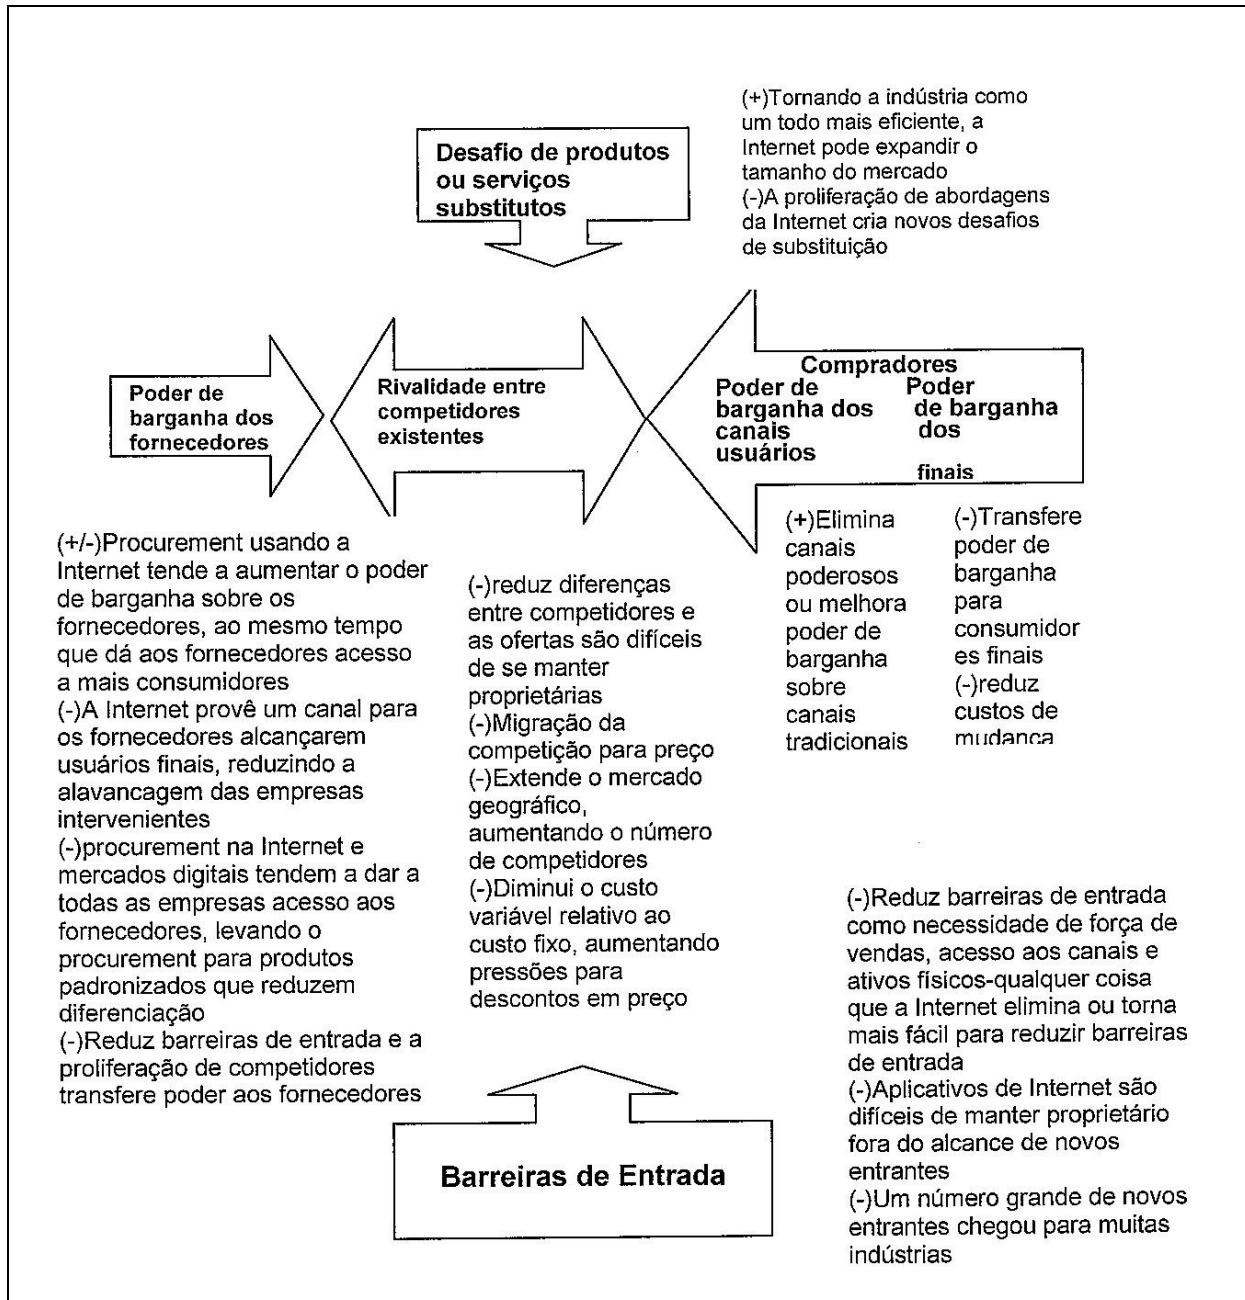 (+)Tornando a indústria como
um todo mais eficiente, a
Internet pode expandir o
tamanho do mercado
(-)A proliferação de abordagens
da Internet cria novos desafios
de substituição
Desafio de produtos
ou serviços
substitutos
Poder de
barganha dos
fornecedores
Rivalidade entre
competidores
existentes
Compradores
Poder de
barganha dos
canais
usuários
Poder
de barganha
dos
finais
(+/-)Procurement usando a
Internet tende a aumentar o poder
de barganha sobre os
fornecedores, ao mesmo tempo
que dá aos fornecedores acesso
a mais consumidores
(-)A Internet provê um canal para
os fornecedores alcançarem
usuários finais, reduzindo a
alavancagem das empresas
intervenientes
(-)procurement na Internet e
mercados digitais tendem a dar a
todas as empresas acesso aos
fornecedores, levando o
procurement para produtos
padronizados que reduzem
diferenciação
(-)Reduz barreiras de entrada e a
proliferação de competidores
transfere poder aos fornecedores
(-)reduz diferenças
entre competidores e
as ofertas são difíceis
de se manter
proprietárias
(-)Migração da
competição para preço
(-)Extende o mercado
geográfico,
aumentando o número
de competidores
(-)Diminui o custo
variável relativo ao
custo fixo, aumentando
pressões para
descontos em preço
(+)Elimina
canais
poderosos
ou melhora
poder de
barganha
sobre
canais
tradicionais
(-)Transfere
poder de
barganha
para
consumidor
es finais
(-)reduz
custos de
mudança
(-)Reduz barreiras de entrada
como necessidade de força de
vendas, acesso aos canais e
ativos físicos-qualquer coisa
que a Internet elimina ou torna
mais fácil para reduzir barreiras
de entrada
(-)Aplicativos de Internet são
difíceis de manter proprietário
fora do alcance de novos
entrantes
(-)Um número grande de novos
entrantes chegou para muitas
indústrias
Barreiras de Entrada